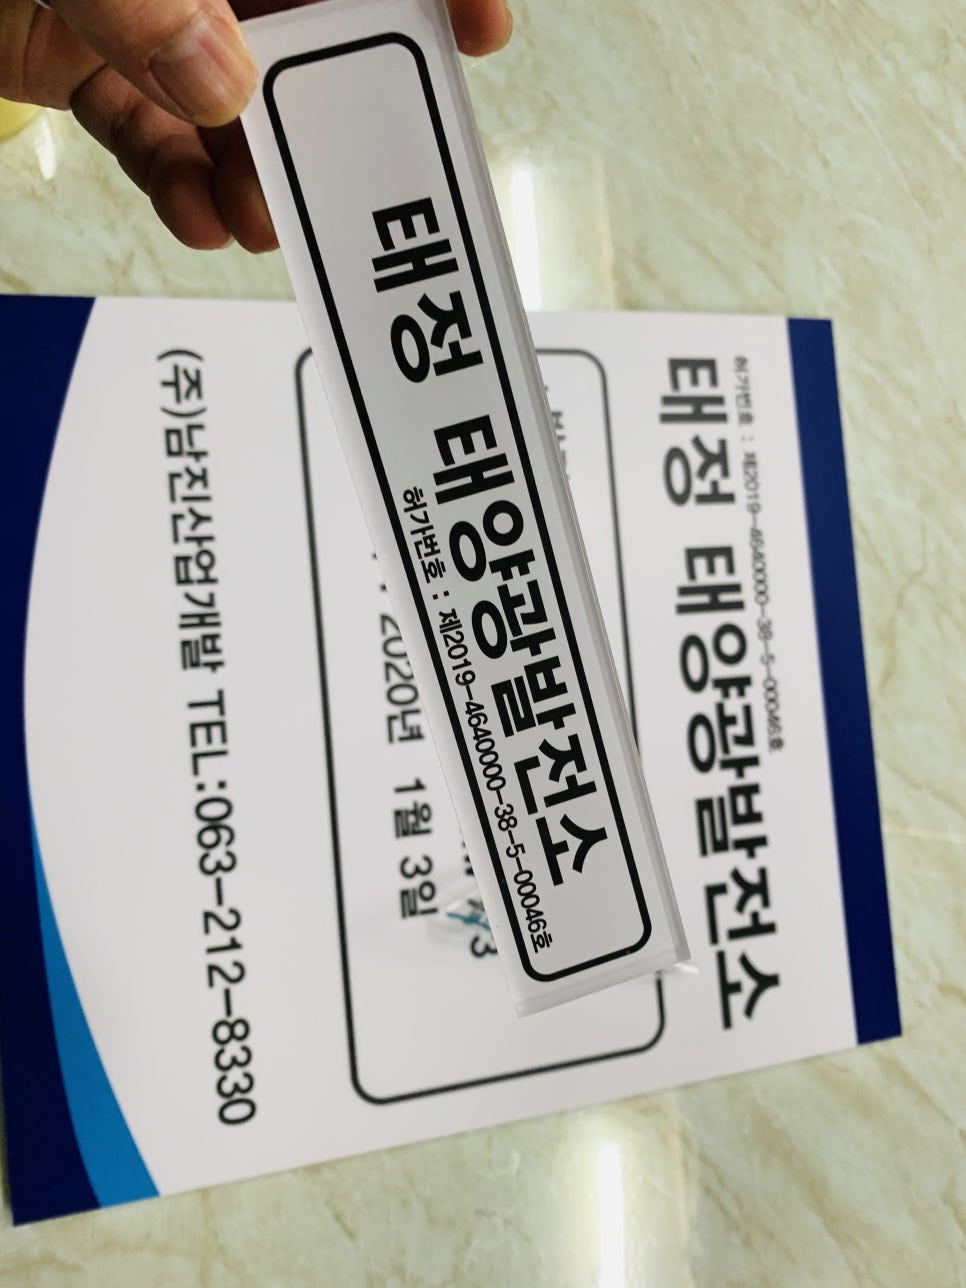 태정 태양광발전소
허가번호 : 제2019-4640000-38-5-00046호
허가번호 : 제2019-4640000-38-5-00046호
태정 태양광발전소
2020년 1월 3일
(주)남진산업개발 TEL:063-212-8330